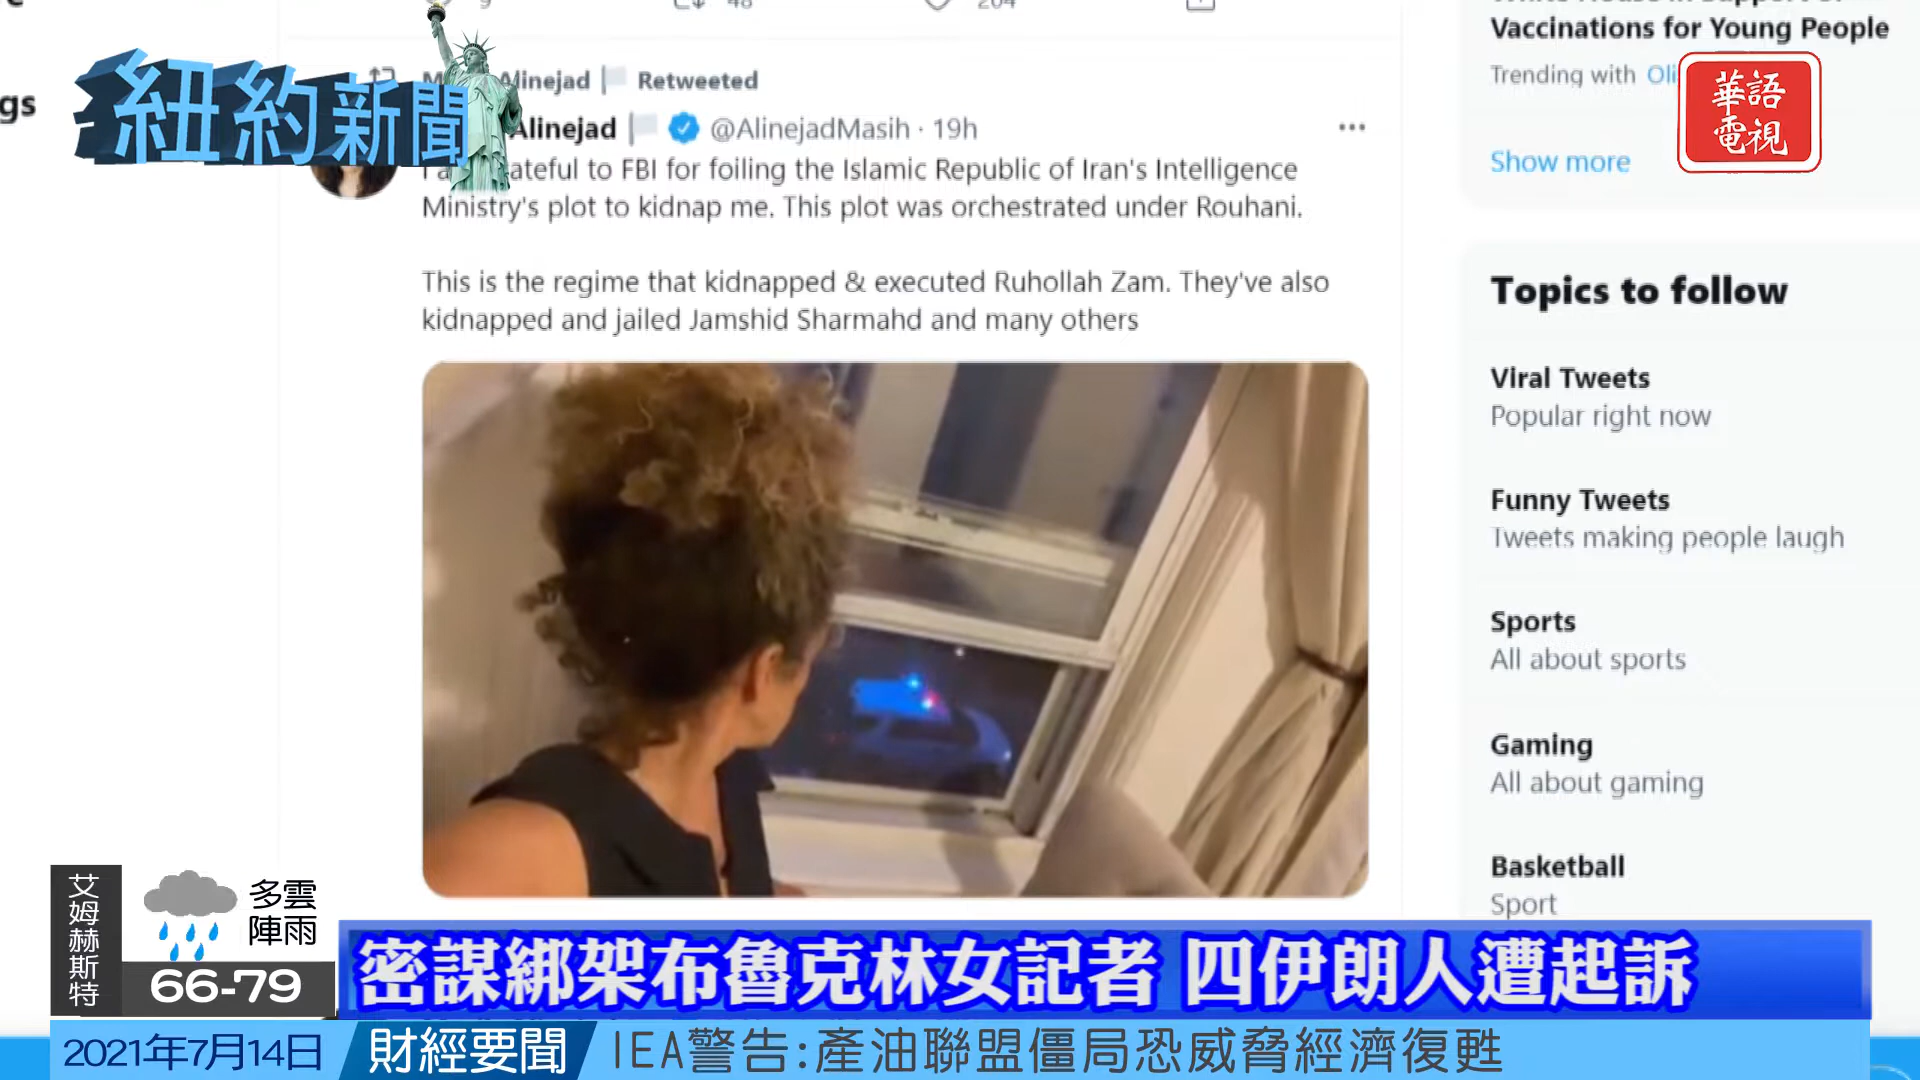 9 48 204
Alinejad Retweeted
Alinejad @AlinejadMasih · 19h
ateful to FBI for foiling the Islamic Republic of Iran's Intelligence
Ministry's plot to kidnap me. This plot was orchestrated under Rouhani.
This is the regime that kidnapped & executed Ruhollah Zam. They've also
kidnapped and jailed Jamshid Sharmahd and many others
gs
紐約新聞
Vaccinations for Young People
Trending with Oli
Show more
華語
電視
Topics to follow
Viral Tweets
Popular right now
Funny Tweets
Tweets making people laugh
Sports
All about sports
Gaming
All about gaming
Basketball
Sport
艾姆赫斯特
多雲
陣雨
66-79
密謀綁架布魯克林女記者 四伊朗人遭起訴
2021年7月14日 財經要聞 IEA警告:產油聯盟僵局恐威脅經濟復甦